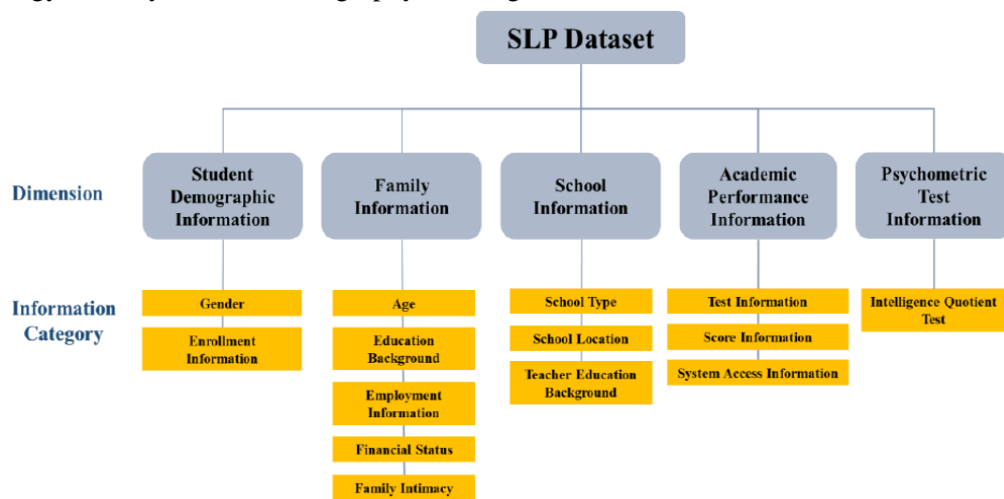 SLP Dataset
Dimension
Student
Demographic
Information
Family
Information
School
Information
Academic
Performance
Information
Psychometric
Test
Information
Information
Category
Gender
Enrollment
Information
Age
Education
Background
Employment
Information
Financial Status
Family Intimacy
School Type
School Location
Teacher Education
Background
Test Information
Score Information
System Access Information
Intelligence Quotient
Test